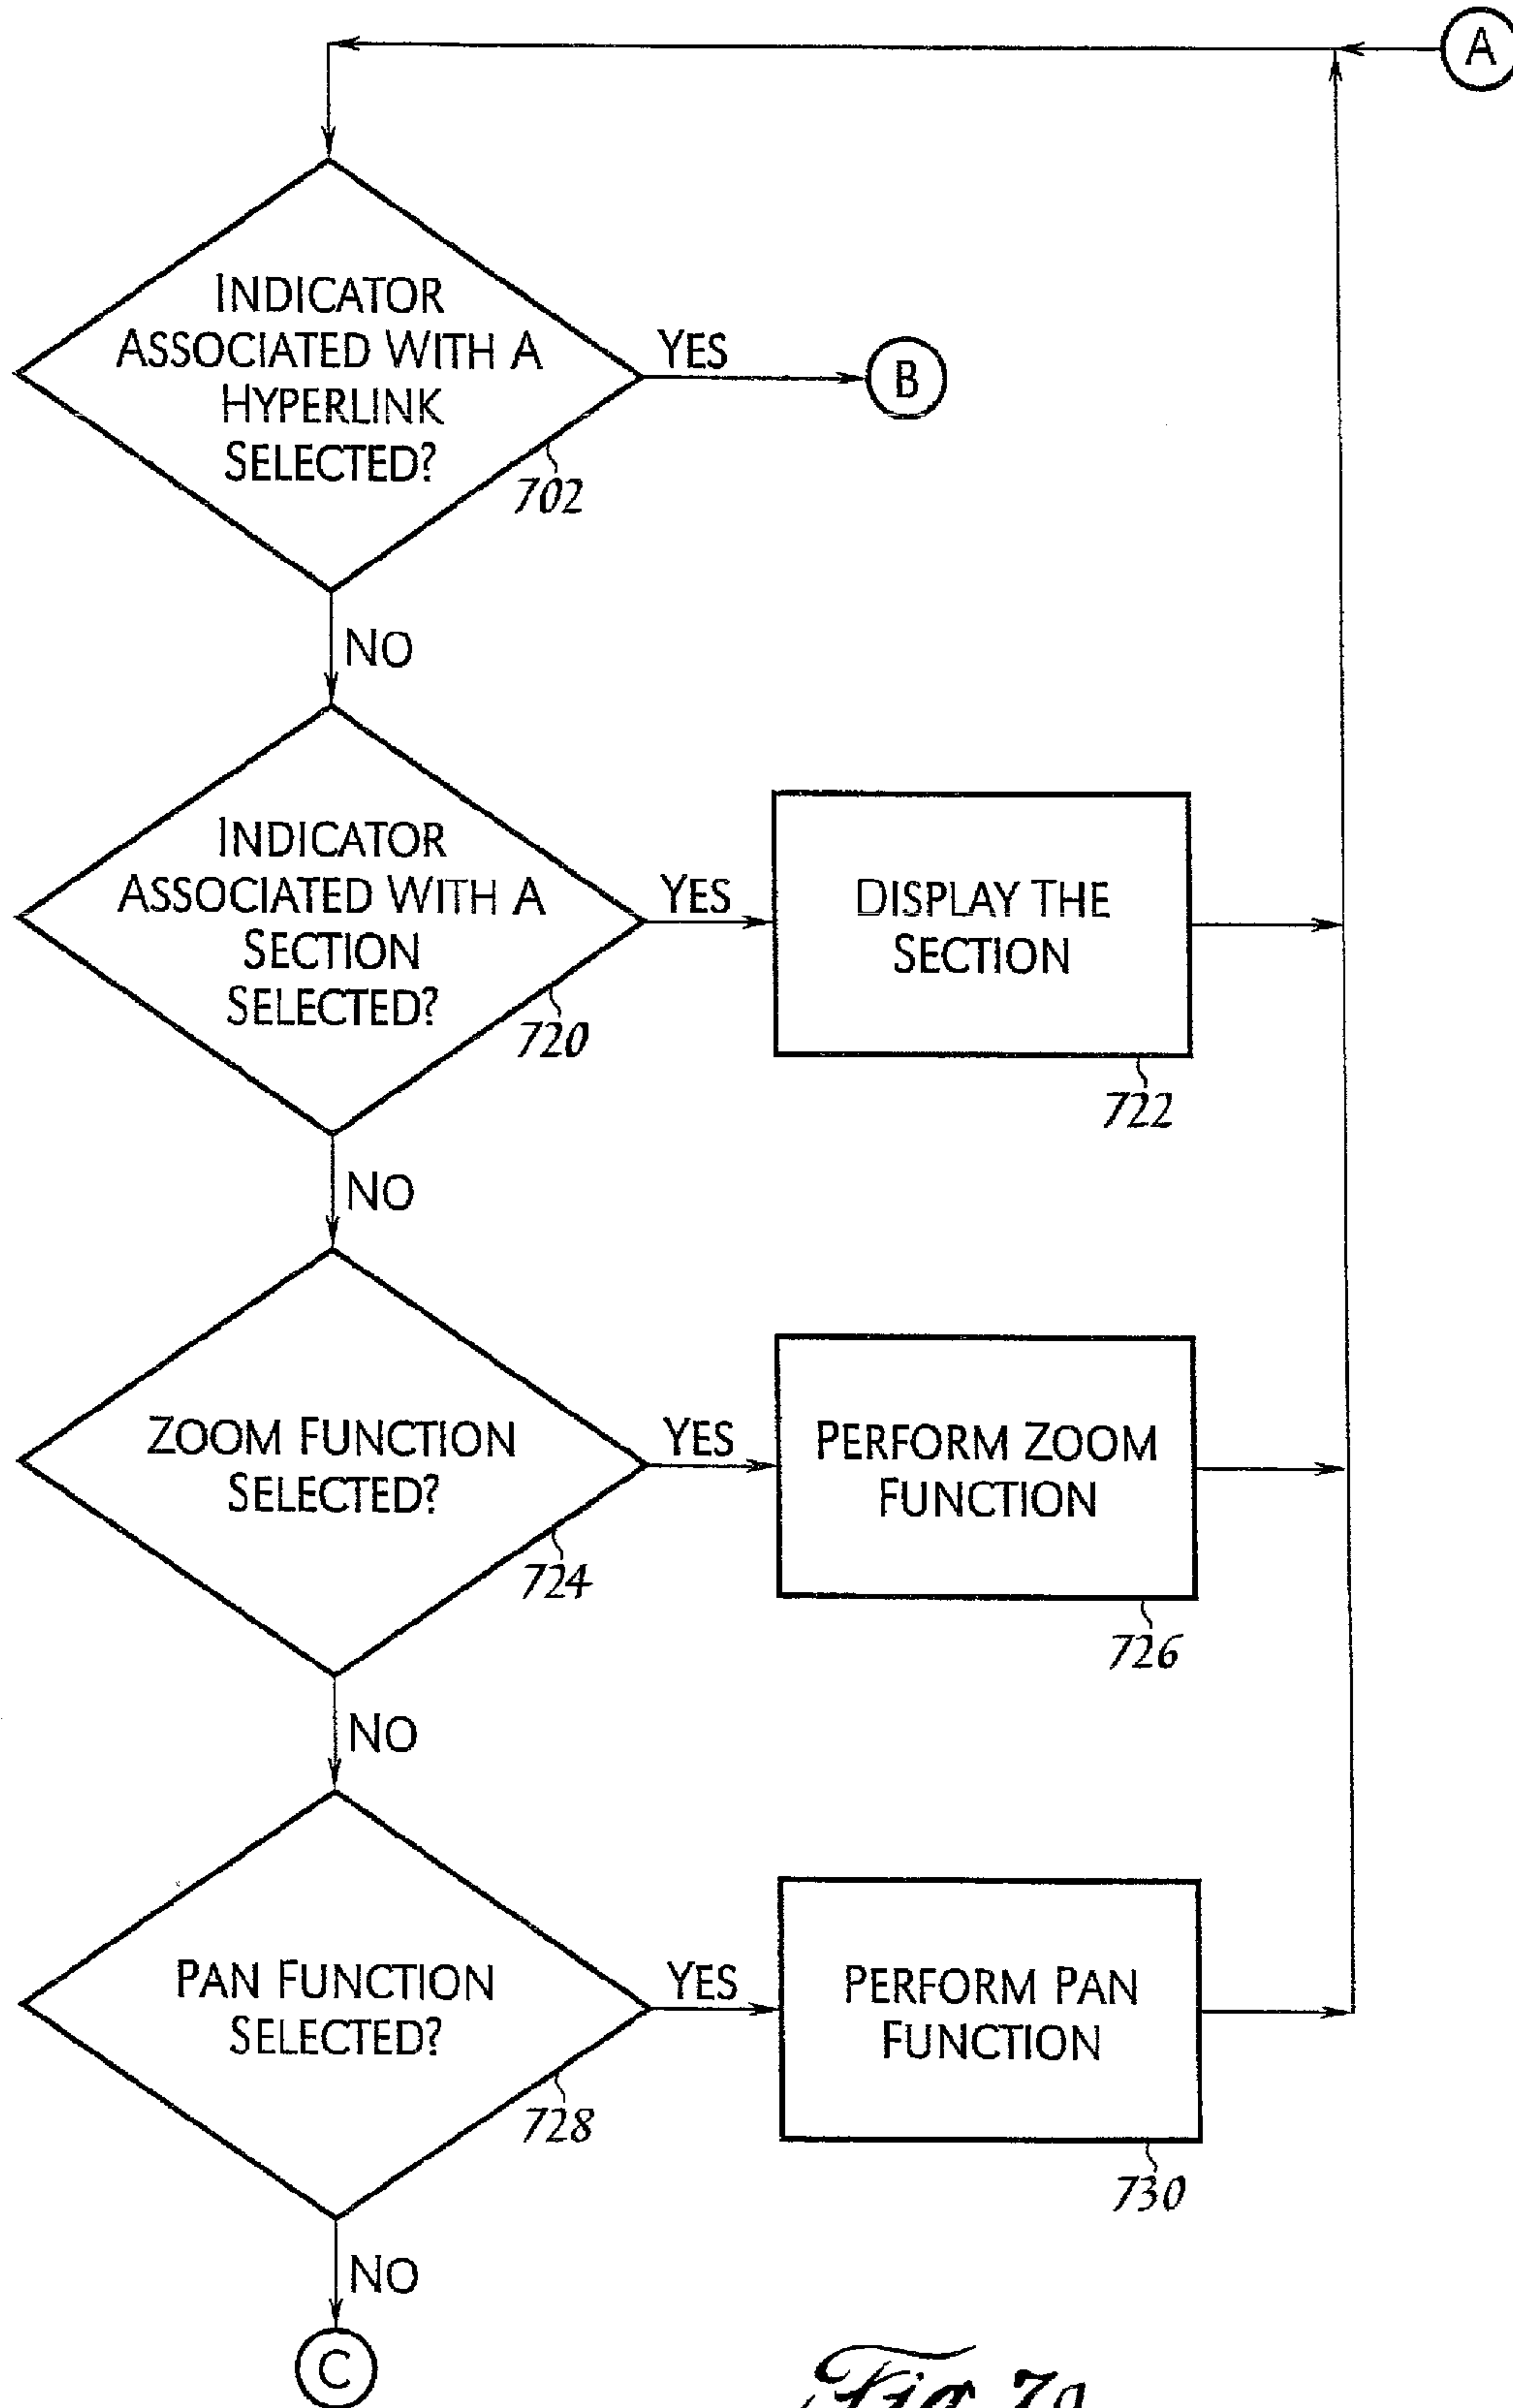 A
INDICATOR
ASSOCIATED WITH A
HYPERLINK
SELECTED?
YES
B
702
NO
INDICATOR
ASSOCIATED WITH A
SECTION
SELECTED?
YES
DISPLAY THE
SECTION
720
722
NO
ZOOM FUNCTION
SELECTED?
YES
PERFORM ZOOM
FUNCTION
724
726
NO
PAN FUNCTION
SELECTED?
YES
PERFORM PAN
FUNCTION
728
730
NO
C
Fig. 7a